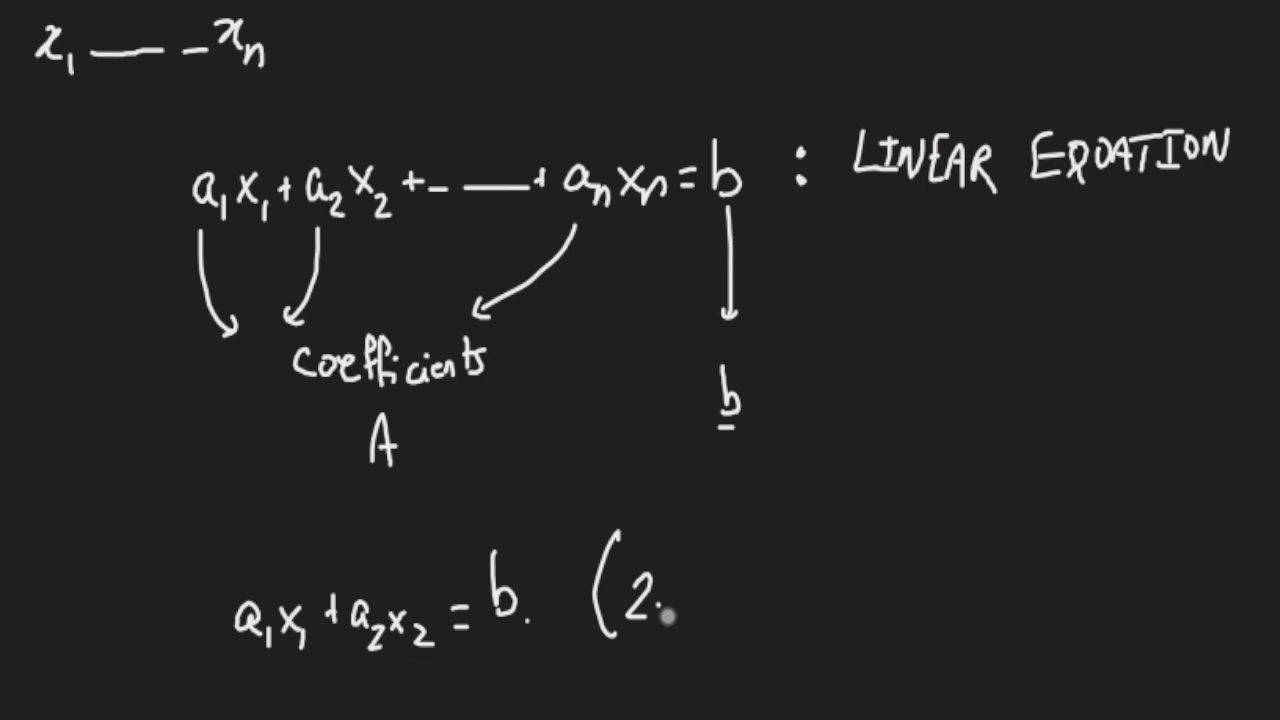 x₁ — - xₙ
a₁x₁ + a₂x₂ + - — + aₙxₙ = b : LINEAR EQUATION
coefficients
b
A
a₁x₁ + a₂x₂ = b. (2.